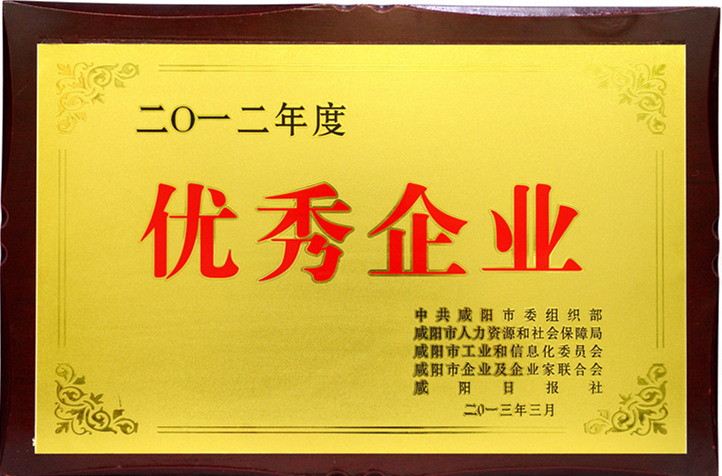 二〇一二年度
优秀企业
中共咸阳市委组织部
咸阳市人力资源和社会保障局
咸阳市工业和信息化委员会
咸阳市企业及企业家联合会
咸阳日报社
二〇一三年三月